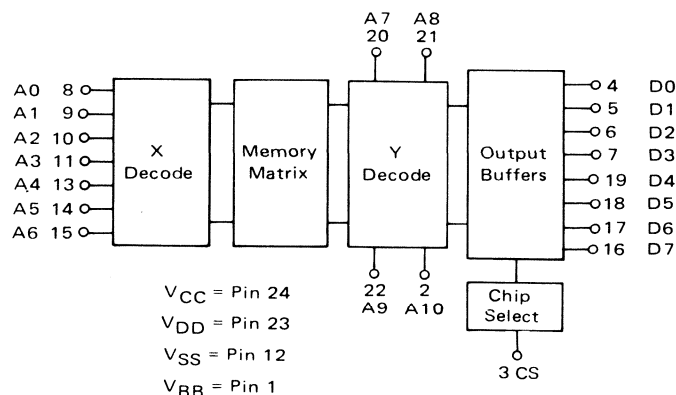 A7 A8
20 21
A0 8
A1 9
A2 10
A3 11
A4 13
A5 14
A6 15
X
Decode
Memory
Matrix
Y
Decode
Output
Buffers
4 D0
5 D1
6 D2
7 D3
19 D4
18 D5
17 D6
16 D7
22 2
A9 A10
Chip
Select
3 CS
VCC = Pin 24
VDD = Pin 23
VSS = Pin 12
VBB = Pin 1